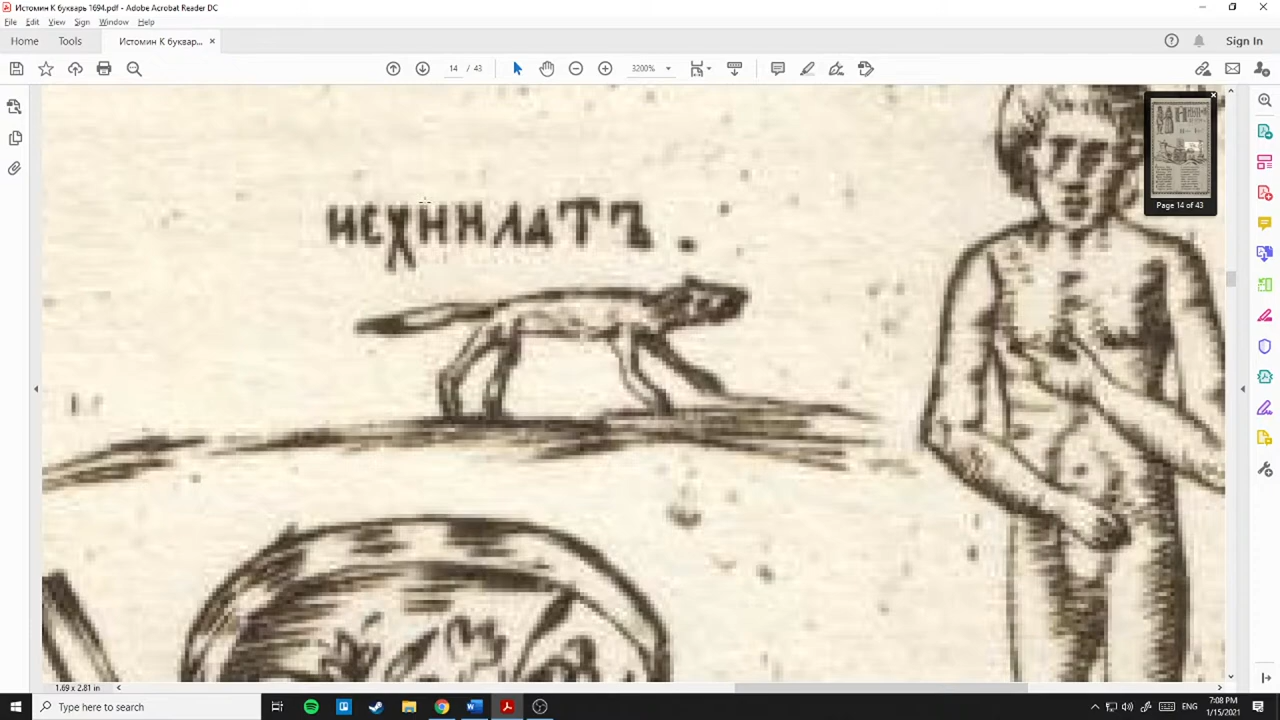 Истомин К букварь 1694.pdf - Adobe Acrobat Reader DC
File Edit View Sign Window Help
Home Tools Истомин К буквар... × Sign In
14 / 43 3200%
Page 14 of 43
исхнилатъ.
1.69 x 2.81 in
Type here to search
ENG
7:08 PM
1/15/2021